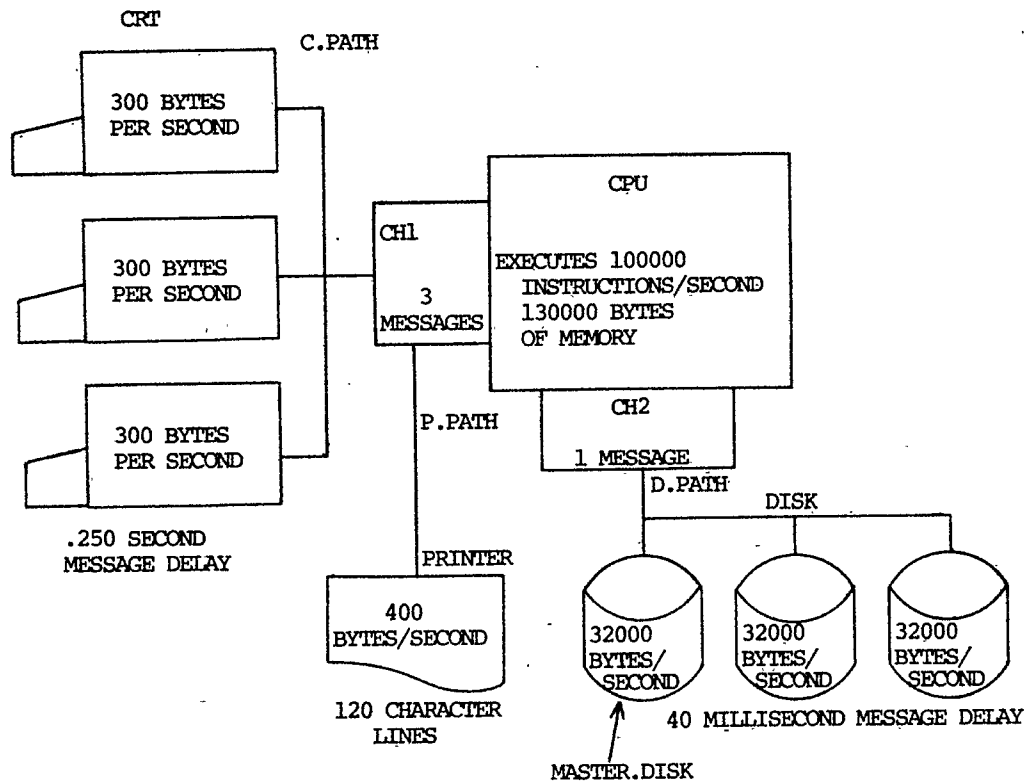 CRT
C.PATH
300 BYTES
PER SECOND
300 BYTES
PER SECOND
300 BYTES
PER SECOND
.250 SECOND
MESSAGE DELAY
CH1
3
MESSAGES
CPU
EXECUTES 100000
INSTRUCTIONS/SECOND
130000 BYTES
OF MEMORY
CH2
1 MESSAGE
P.PATH
D.PATH
DISK
PRINTER
400
BYTES/SECOND
120 CHARACTER
LINES
32000
BYTES/
SECOND
32000
BYTES/
SECOND
32000
BYTES/
SECOND
40 MILLISECOND MESSAGE DELAY
MASTER.DISK